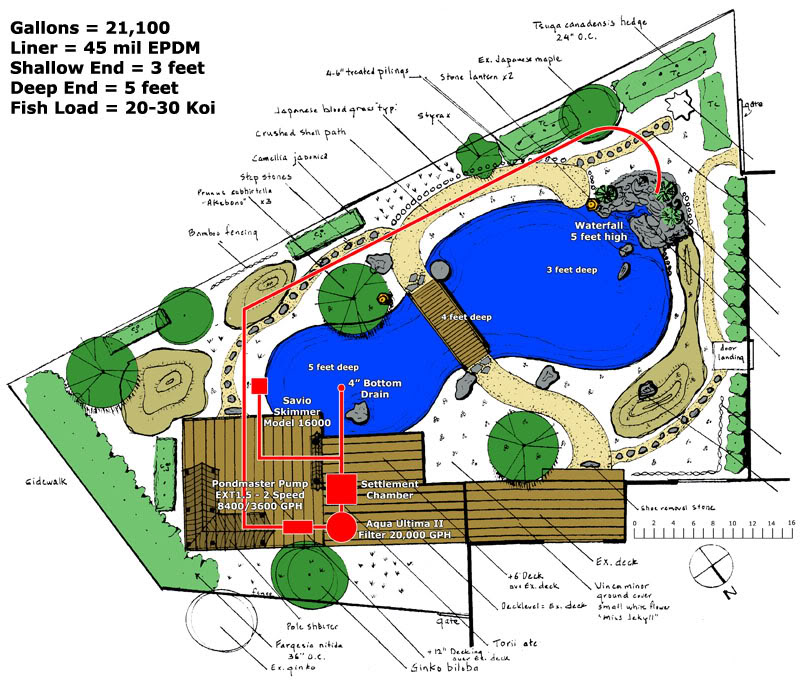 Gallons = 21,100
Liner = 45 mil EPDM
Shallow End = 3 feet
Deep End = 5 feet
Fish Load = 20-30 Koi
Tsuga canadensis hedge
24" O.C.
Ex. Japanese maple
4-6" treated pilings
Stone lantern x2
Japanese blood grass typ.
Styrax
Crushed shell path
Camellia japonica
Step stones
Prunus subhirtella
"Akebono" x3
Bamboo fencing
TC
TC
TC
gate
Waterfall
5 feet high
3 feet deep
4 feet deep
door
landing
5 feet deep
4" Bottom
Drain
Savio
Skimmer
Model 16000
Sidewalk
Pondmaster Pump
EXT1.5 - 2 Speed
8400/3600 GPH
Settlement
Chamber
Aqua Ultima II
Filter 20,000 GPH
Shoe removal stone
0 2 4 6 8 10 12 14 16
N
Ex. deck
+6" Deck
over Ex. deck
Vinca minor
ground cover
small white flower
"Miss Jekyll"
Decklevel = Ex. deck
fence
Pole shelter
gate
Torii gate
Fargesia nitida
36" O.C.
+12" Decking
over Ex. deck
Ex. ginko
Ginko biloba